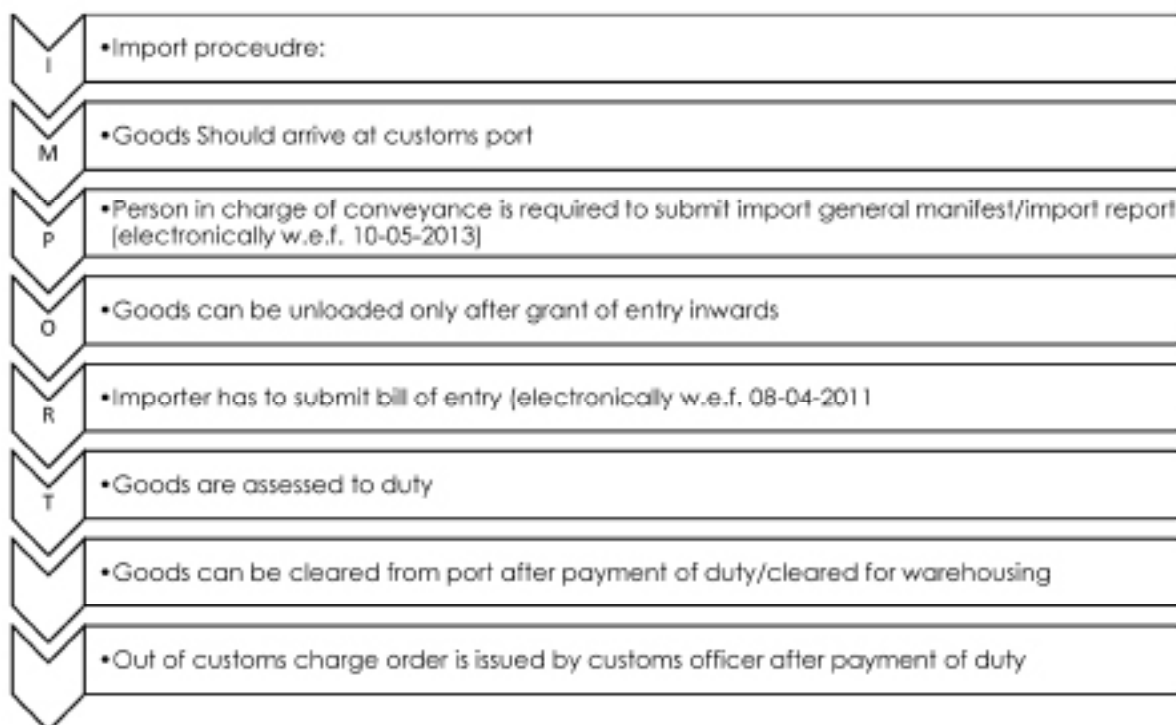 I
•Import proceudre:
M
•Goods Should arrive at customs port
P
•Person in charge of conveyance is required to submit import general manifest/import report
(electronically w.e.f. 10-05-2013)
O
•Goods can be unloaded only after grant of entry inwards
R
•Importer has to submit bill of entry (electronically w.e.f. 08-04-2011
T
•Goods are assessed to duty
•Goods can be cleared from port after payment of duty/cleared for warehousing
•Out of customs charge order is issued by customs officer after payment of duty